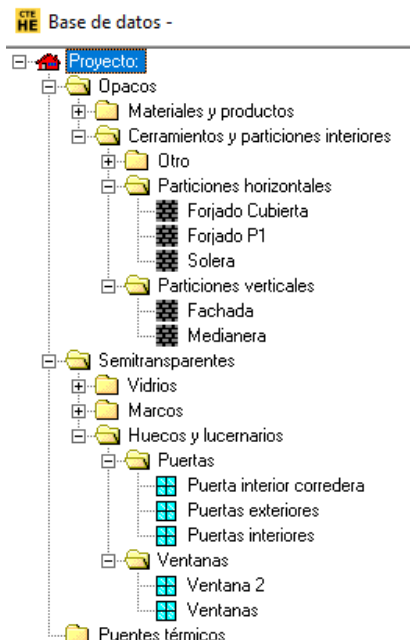 CTE
HE
Base de datos -
Proyecto:
Opacos
Materiales y productos
Cerramientos y particiones interiores
Otro
Particiones horizontales
Forjado Cubierta
Forjado P1
Solera
Particiones verticales
Fachada
Medianera
Semitransparentes
Vidrios
Marcos
Huecos y lucernarios
Puertas
Puerta interior corredera
Puertas exteriores
Puertas interiores
Ventanas
Ventana 2
Ventanas
Puentes térmicos